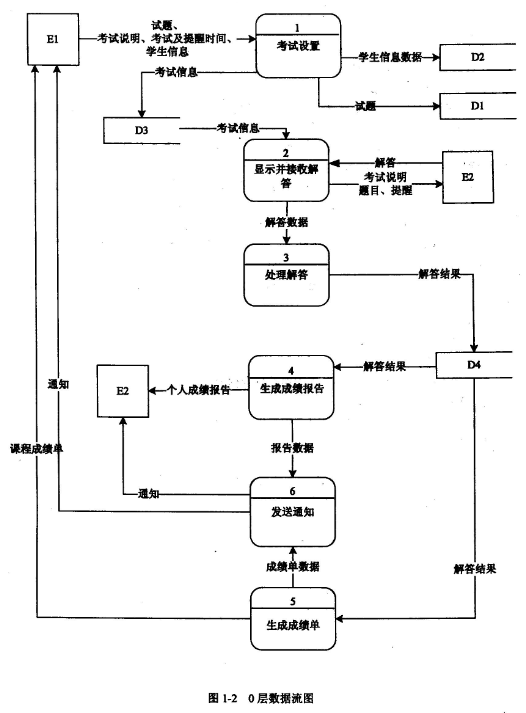 试题、
考试说明、考试及提醒时间、
学生信息
E1
1
考试设置
学生信息数据
D2
考试信息
试题
D1
D3
考试信息
2
显示并接收解
答
解答
考试说明
题目、提醒
E2
解答数据
3
处理解答
解答结果
D4
解答结果
4
生成成绩报告
个人成绩报告
E2
通知
报告数据
课程成绩单
通知
6
发送通知
成绩单数据
解答结果
5
生成成绩单
图 1-2 0 层数据流图